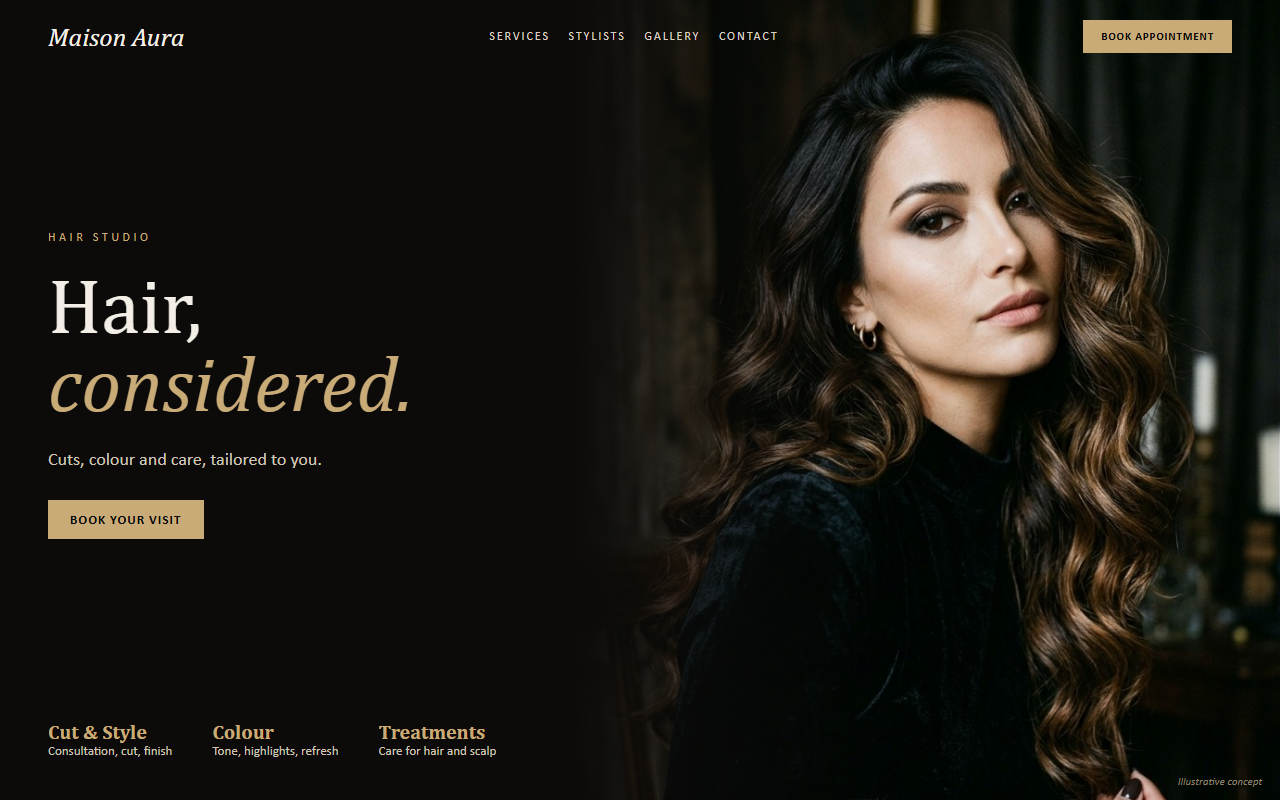 Maison Aura
SERVICES STYLISTS GALLERY CONTACT
BOOK APPOINTMENT
HAIR STUDIO
Hair,
considered.
Cuts, colour and care, tailored to you.
BOOK YOUR VISIT
Cut & Style
Consultation, cut, finish
Colour
Tone, highlights, refresh
Treatments
Care for hair and scalp
Illustrative concept